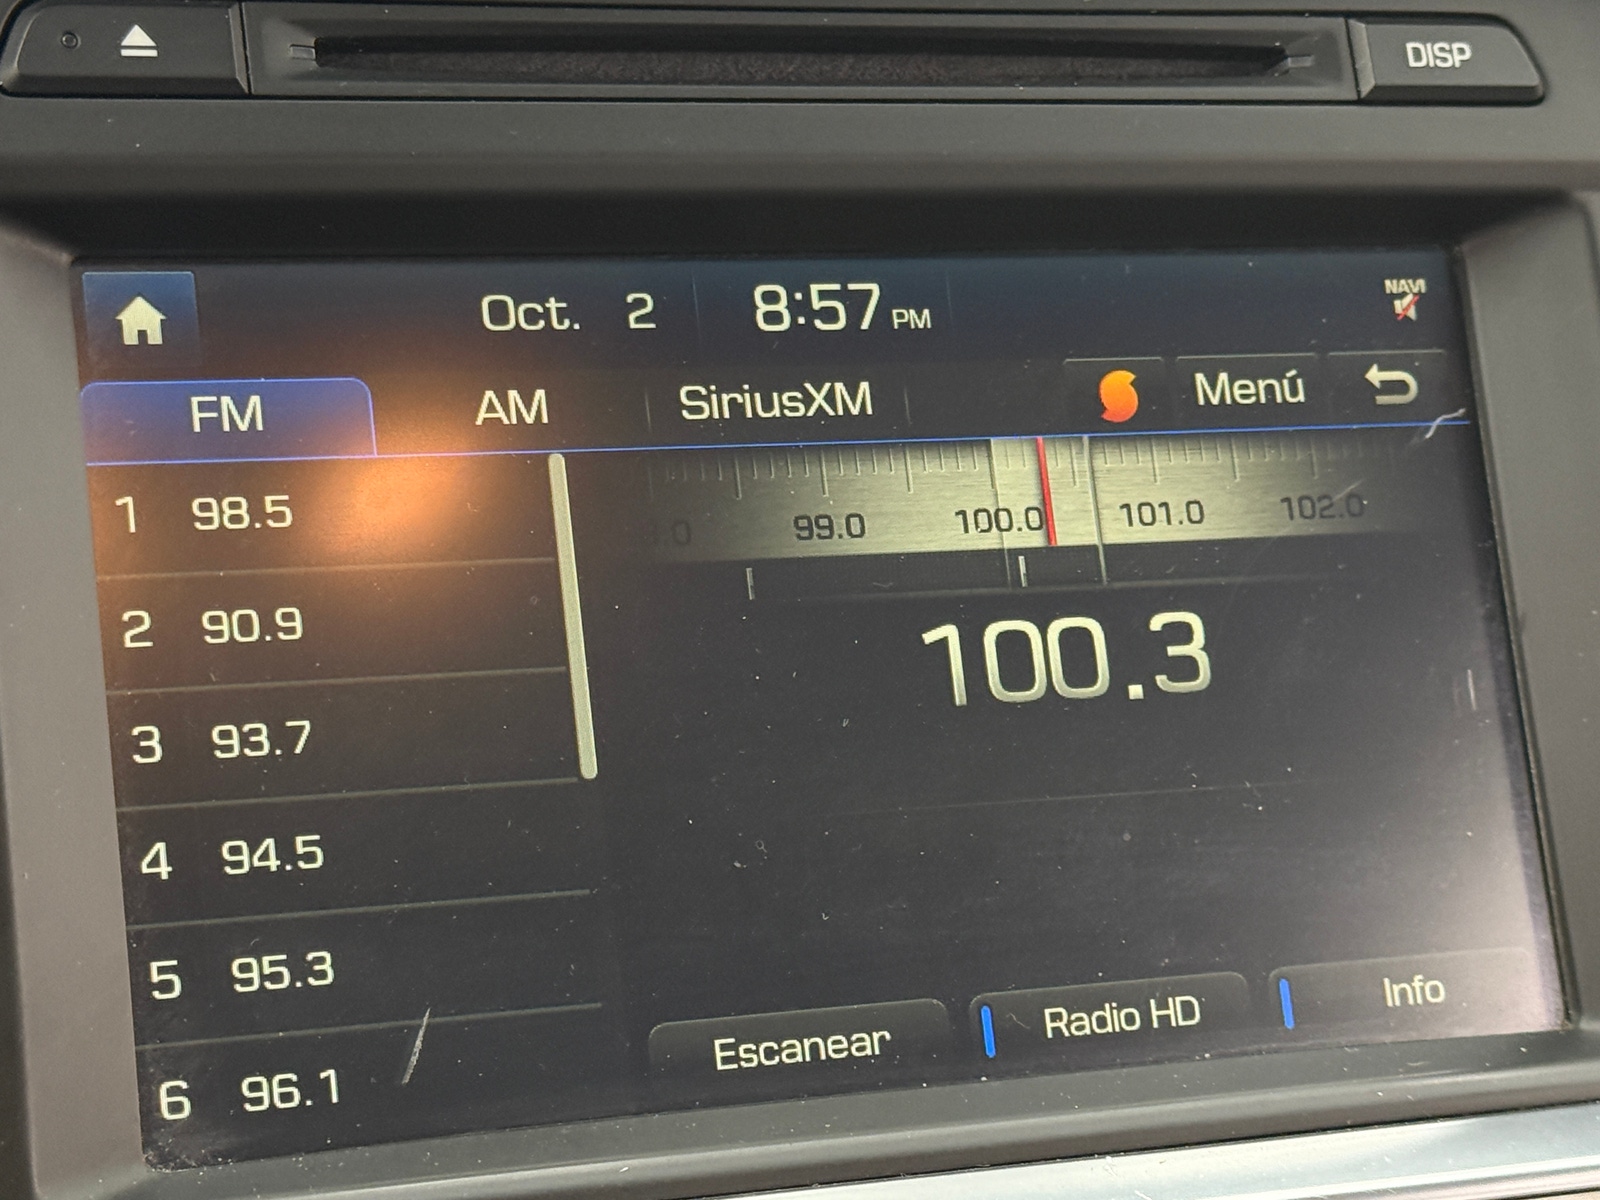 DISP
Oct. 2 8:57 PM
NAVI
FM AM SiriusXM Menú
1 98.5
2 90.9
3 93.7
4 94.5
5 95.3
6 96.1
99.0 100.0 101.0 102.0
100.3
Escanear Radio HD Info